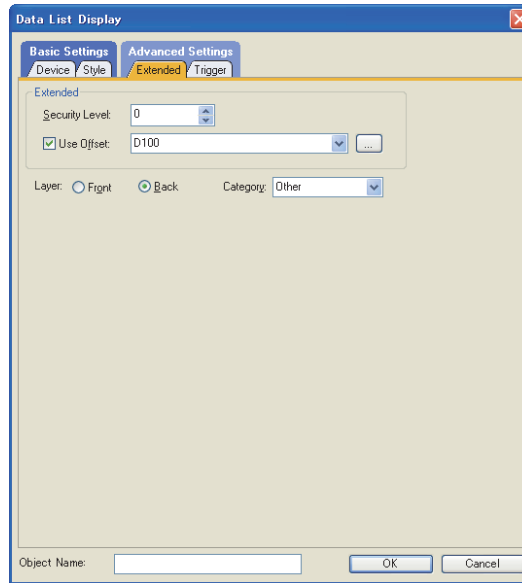 Data List Display
Basic Settings Advanced Settings
Device Style Extended Trigger
Extended
Security Level: 0
Use Offset: D100 ...
Layer: Front Back Category: Other
Object Name: OK Cancel